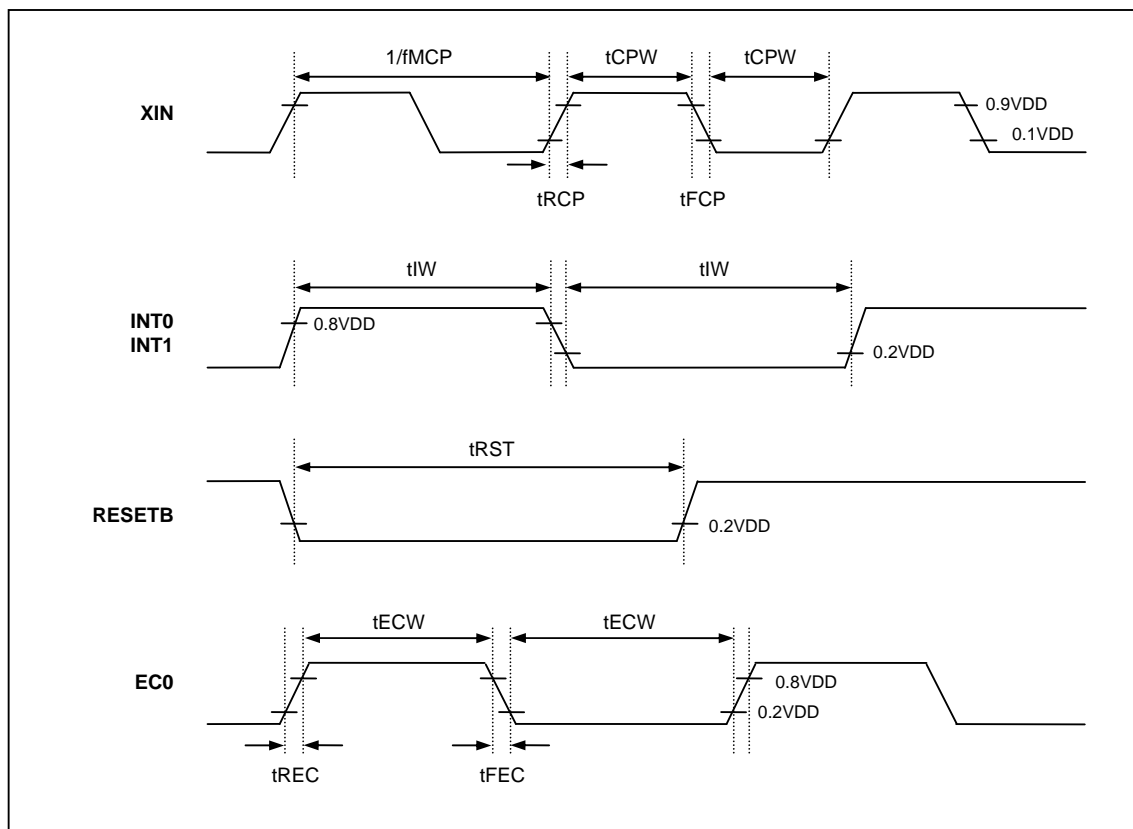 1/fMCP tCPW tCPW
XIN
0.9VDD
0.1VDD
tRCP tFCP
tIW tIW
INT0
INT1
0.8VDD
0.2VDD
tRST
RESETB
0.2VDD
tECW tECW
EC0
0.8VDD
0.2VDD
tREC tFEC